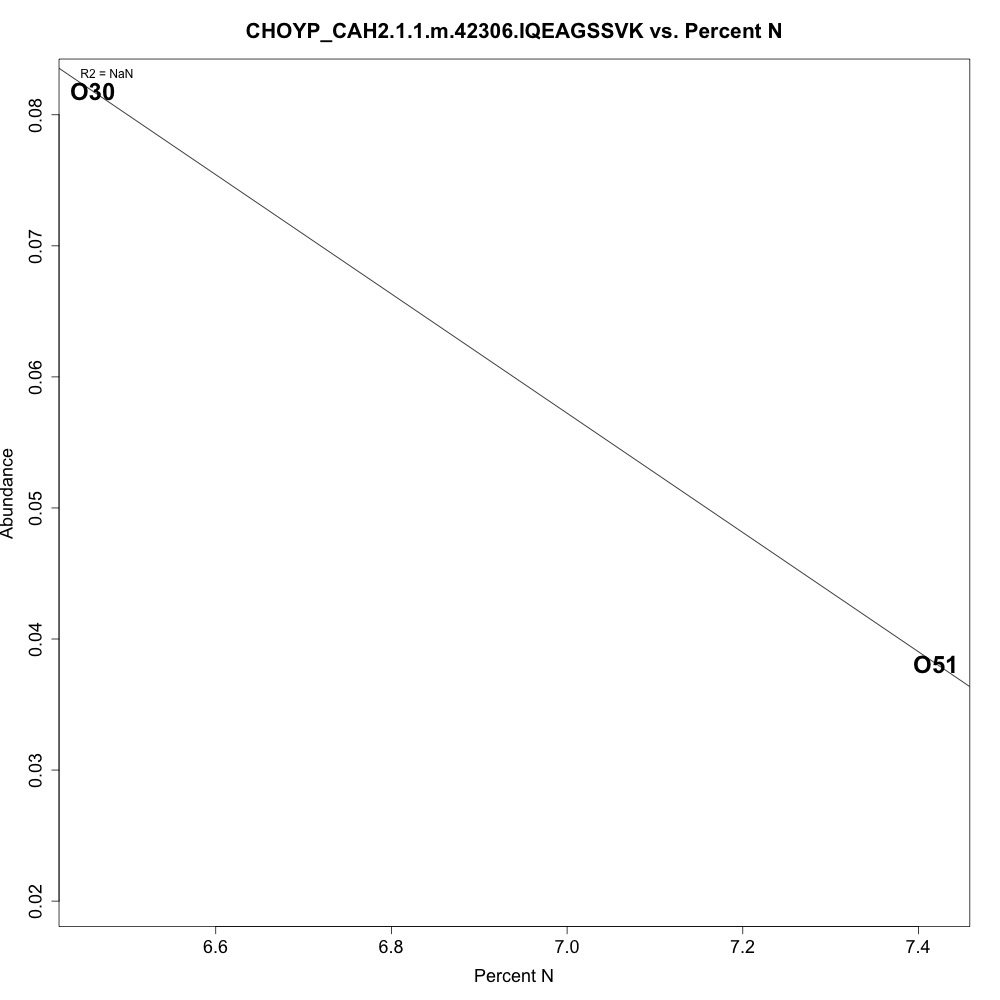 CHOYP_CAH2.1.1.m.42306.IQEAGSSVK vs. Percent N
R2 = NaN
O30
0.08
0.07
0.06
0.05
0.04
0.03
0.02
Abundance
O51
6.6 6.8 7.0 7.2 7.4
Percent N